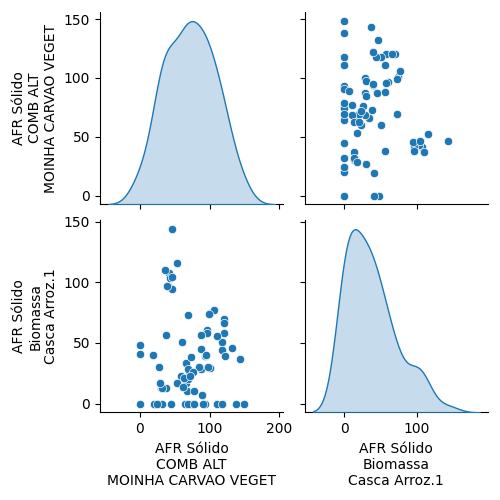 AFR Sólido
COMB ALT
MOINHA CARVAO VEGET
150
100
50
0
AFR Sólido
Biomassa
Casca Arroz.1
150
100
50
0
0
100
200
0
100
AFR Sólido
COMB ALT
MOINHA CARVAO VEGET
AFR Sólido
Biomassa
Casca Arroz.1